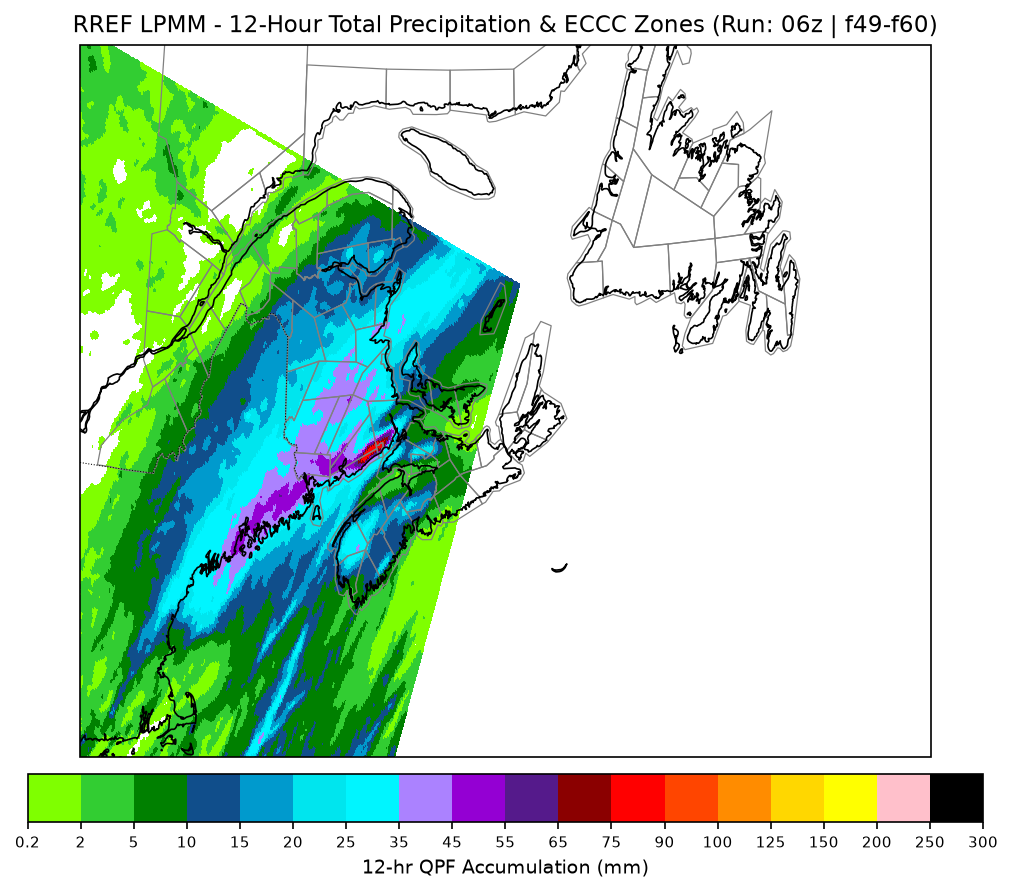 RREF LPMM - 12-Hour Total Precipitation & ECCC Zones (Run: 06z | f49-f60)
0.2 2 5 10 15 20 25 35 45 55 65 75 90 100 125 150 200 250 300
12-hr QPF Accumulation (mm)